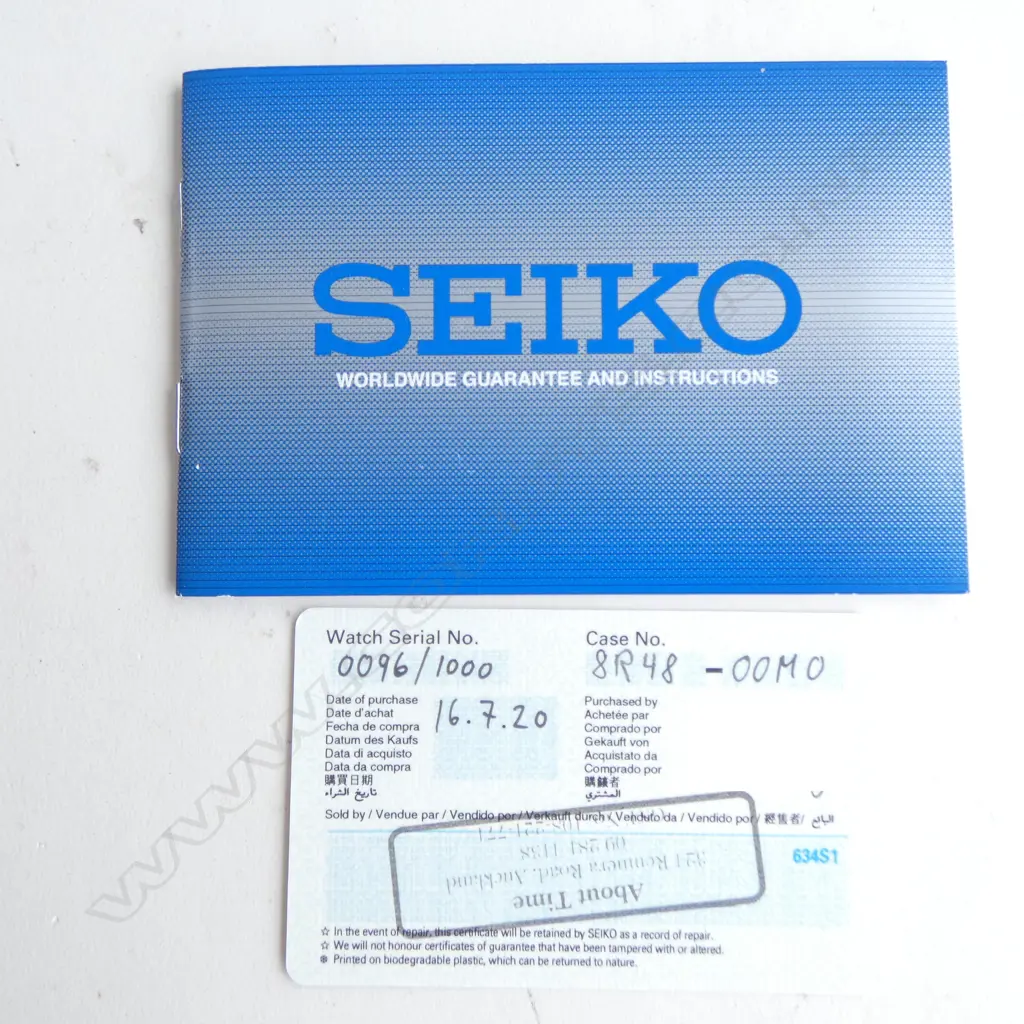 SEIKO
WORLDWIDE GUARANTEE AND INSTRUCTIONS
Watch Serial No. Case No.
0096/1000 8R48-00M0
Date of purchase
Date d'achat
Fecha de compra
Datum des Kaufs
Data di acquisto
Data da compra
購買日期
تاريخ الشراء
16.7.20
Purchased by
Achetée par
Comprado por
Gekauft von
Acquistato da
Comprado por
購錶者
المشتري
Sold by / Vendue par / Vendido por / Verkauft durch / Venduto da / Vendido por / 經售者 / البائع
634S1
About Time
324 Remuera Road, Auckland
09 281 4138
☆ In the event of repair, this certificate will be retained by SEIKO as a record of repair.
☆ We will not honour certificates of guarantee that have been tampered with or altered.
❄ Printed on biodegradable plastic, which can be returned to nature.